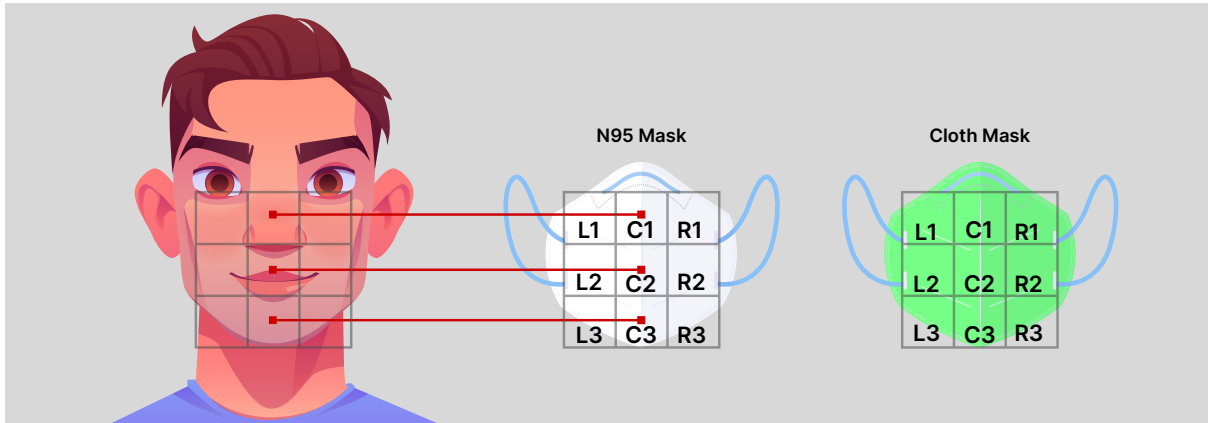 N95 Mask
Cloth Mask
L1 C1 R1
L2 C2 R2
L3 C3 R3
L1 C1 R1
L2 C2 R2
L3 C3 R3